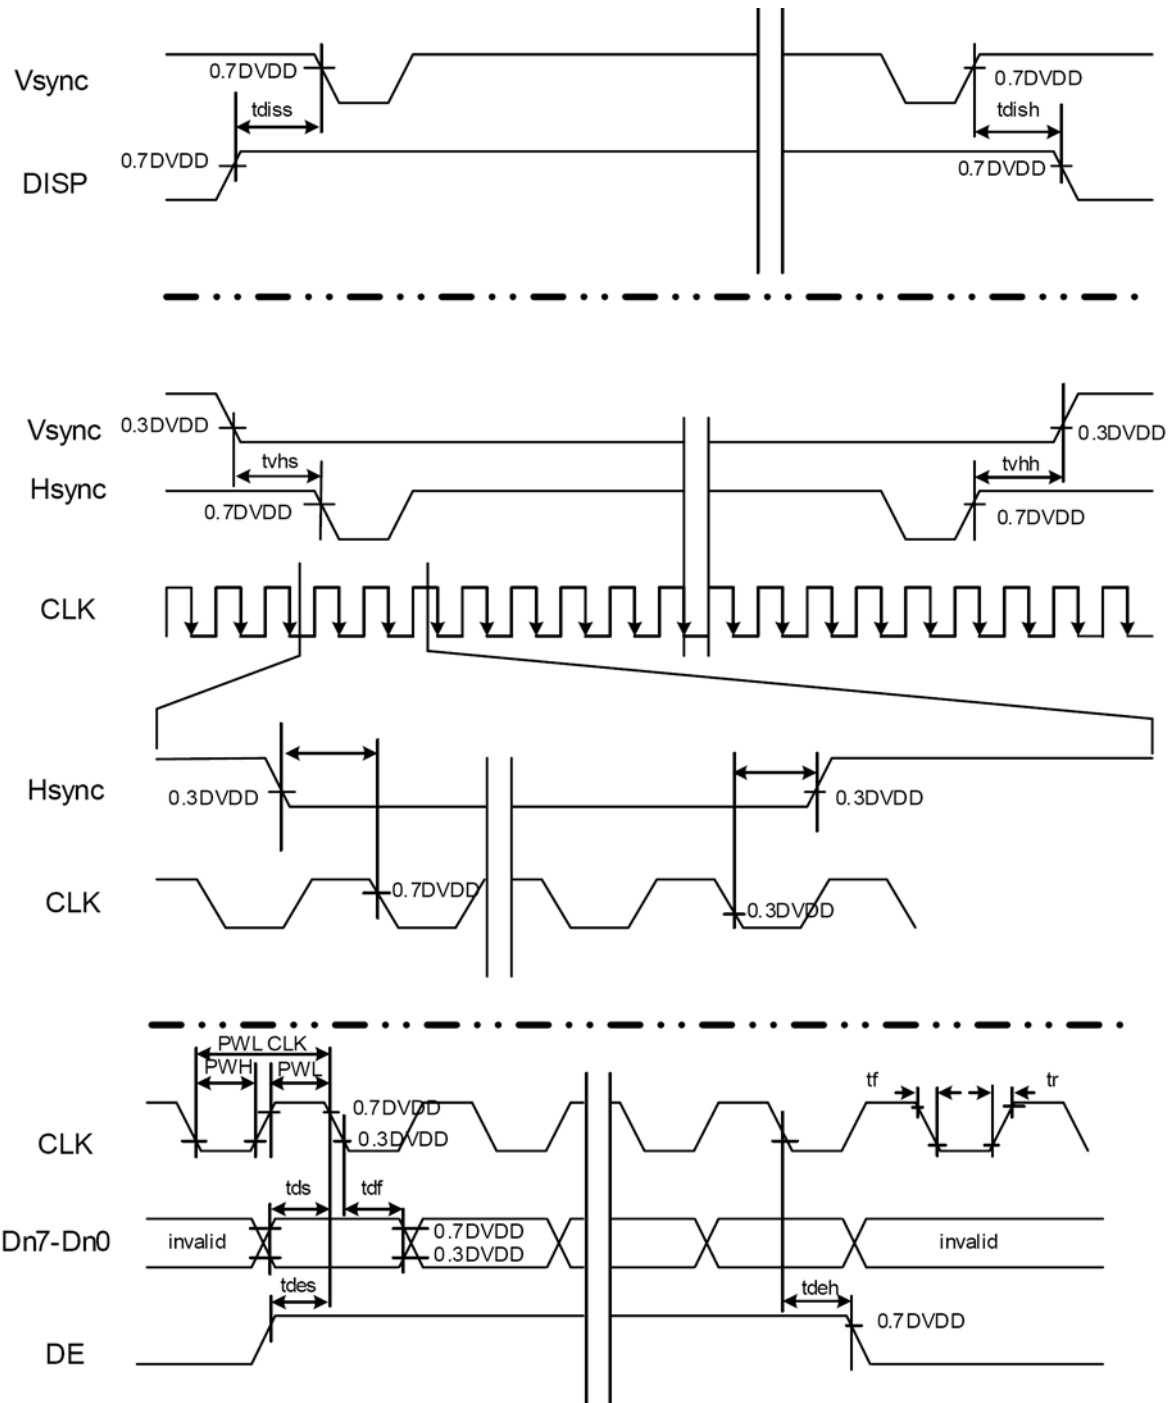 Vsync
0.7DVDD
0.7DVDD
tdiss
tdish
0.7DVDD
0.7DVDD
DISP
Vsync
0.3DVDD
0.3DVDD
tvhs
tvhh
Hsync
0.7DVDD
0.7DVDD
CLK
Hsync
0.3DVDD
0.3DVDD
CLK
0.7DVDD
0.3DVDD
PWL CLK
PWH
PWL
tf
tr
0.7DVDD
CLK
0.3DVDD
tds
tdf
Dn7-Dn0
invalid
0.7DVDD
0.3DVDD
invalid
tdes
tdeh
0.7DVDD
DE